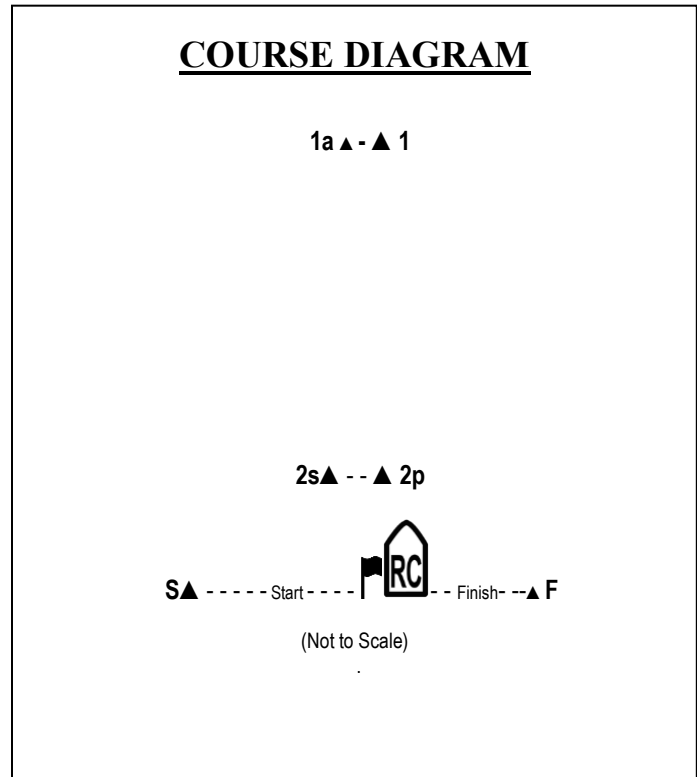 COURSE DIAGRAM
1a ▲ - ▲ 1
2s▲ - - ▲ 2p
RC
S▲ - - - - - Start - - - - - - Finish- --▲ F
(Not to Scale)
.